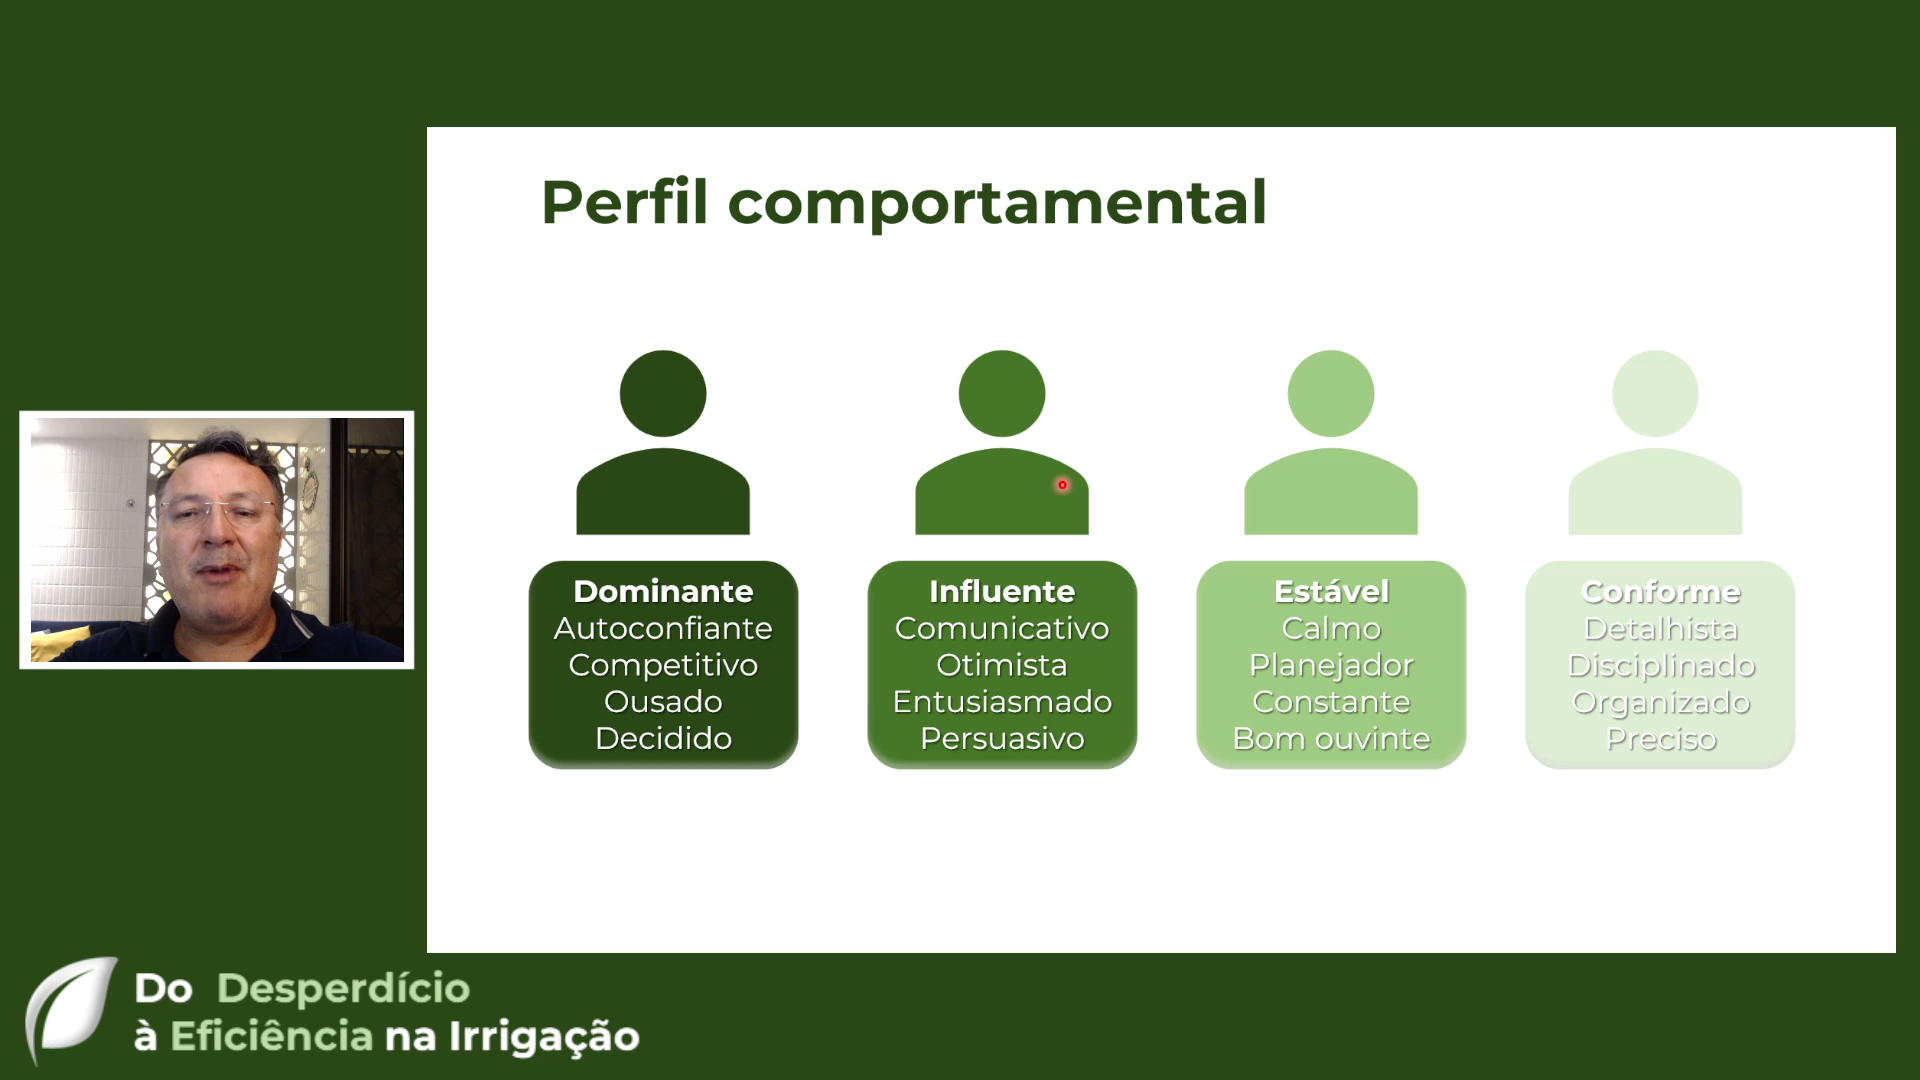 Perfil comportamental
Dominante
Autoconfiante
Competitivo
Ousado
Decidido
Influente
Comunicativo
Otimista
Entusiasmado
Persuasivo
Estável
Calmo
Planejador
Constante
Bom ouvinte
Conforme
Detalhista
Disciplinado
Organizado
Preciso
Do Desperdício
à Eficiência na Irrigação